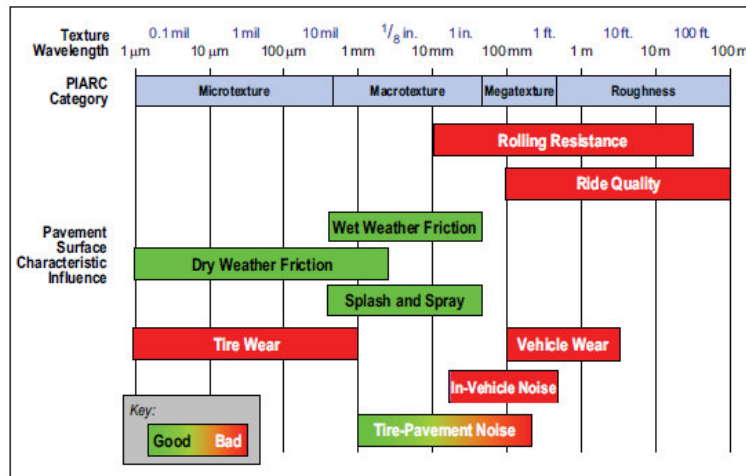 Texture Wavelength
0.1 mil 1 mil 10 mil 1/8 in. 1 in. 1 ft. 10 ft. 100 ft.
1 µm 10 µm 100 µm 1 mm 10 mm 100 mm 1 m 10 m 100 m
PIARC Category
Microtexture Macrotexture Megatexture Roughness
Rolling Resistance
Ride Quality
Pavement
Surface
Characteristic
Influence
Wet Weather Friction
Dry Weather Friction
Splash and Spray
Tire Wear Vehicle Wear
In-Vehicle Noise
Key:
Good Bad
Tire-Pavement Noise